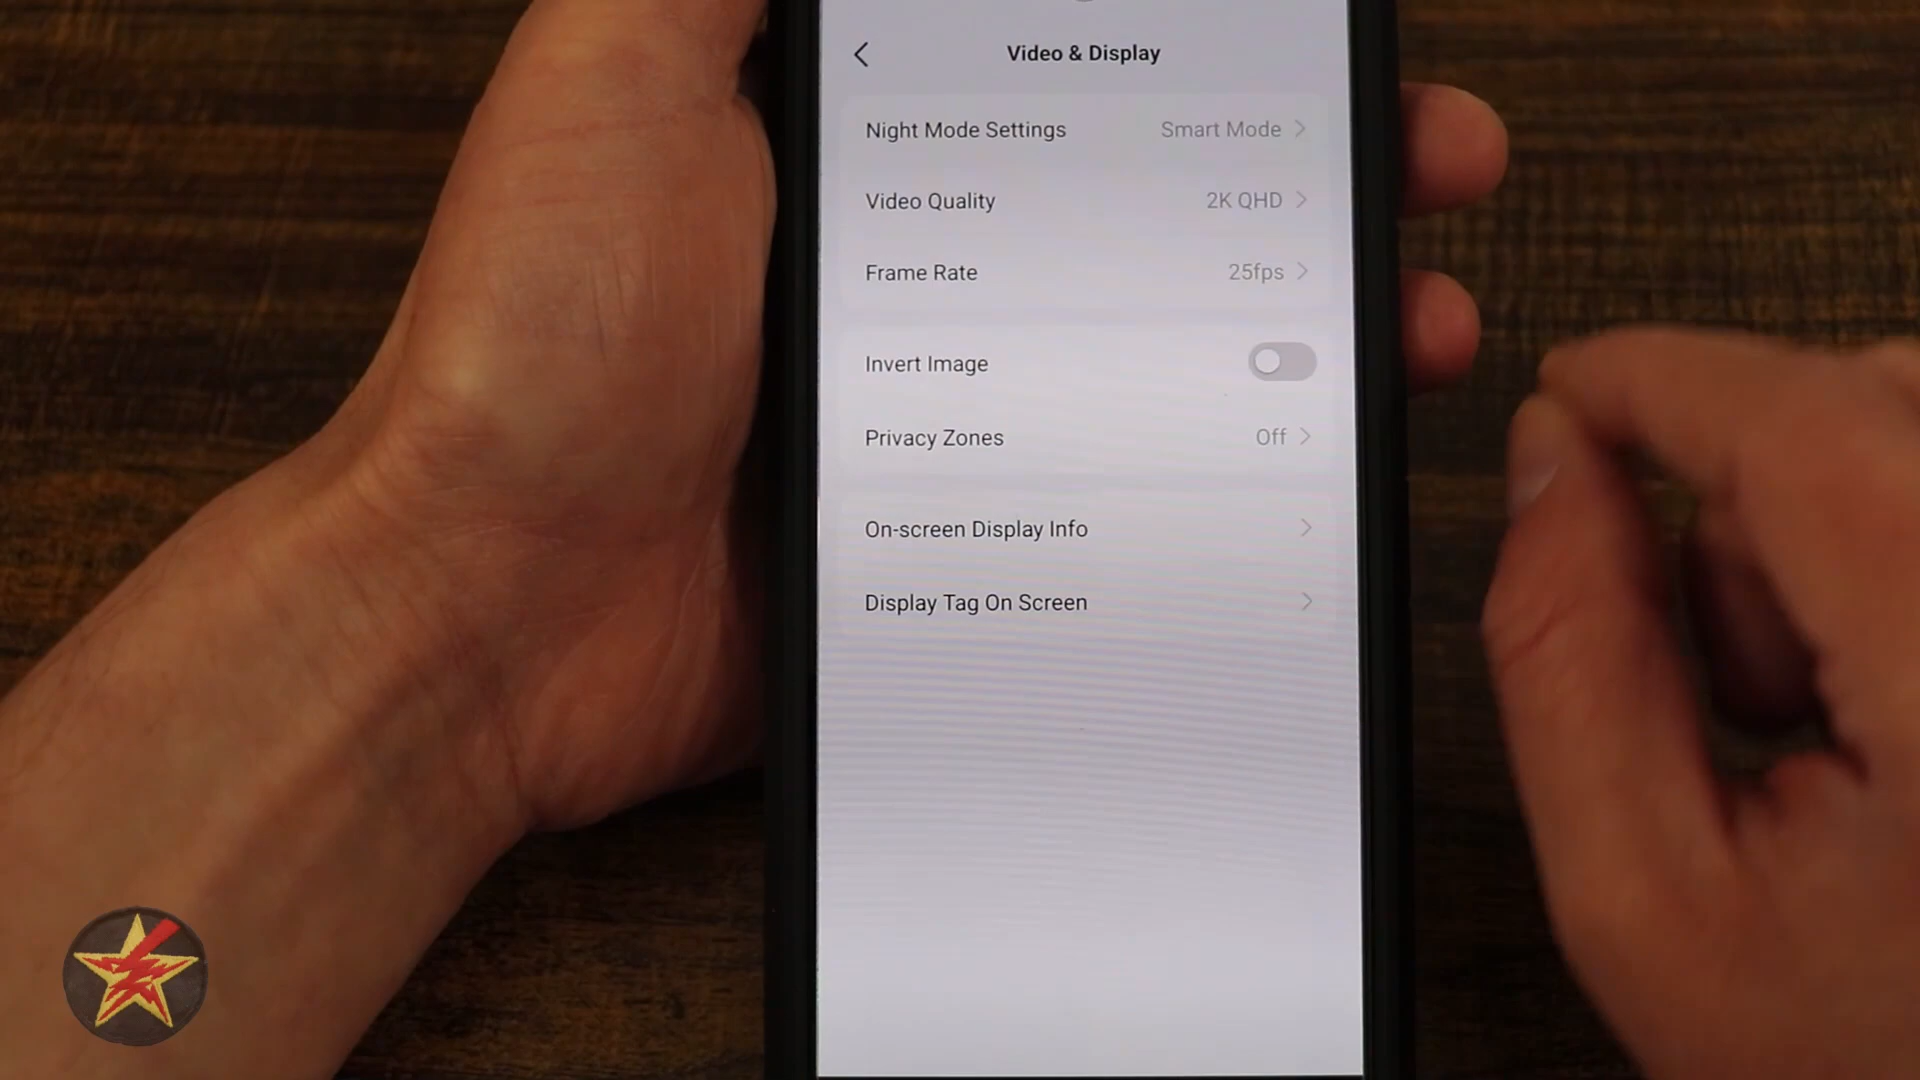 Video & Display
Night Mode Settings Smart Mode
Video Quality 2K QHD
Frame Rate 25fps
Invert Image
Privacy Zones Off
On-screen Display Info
Display Tag On Screen